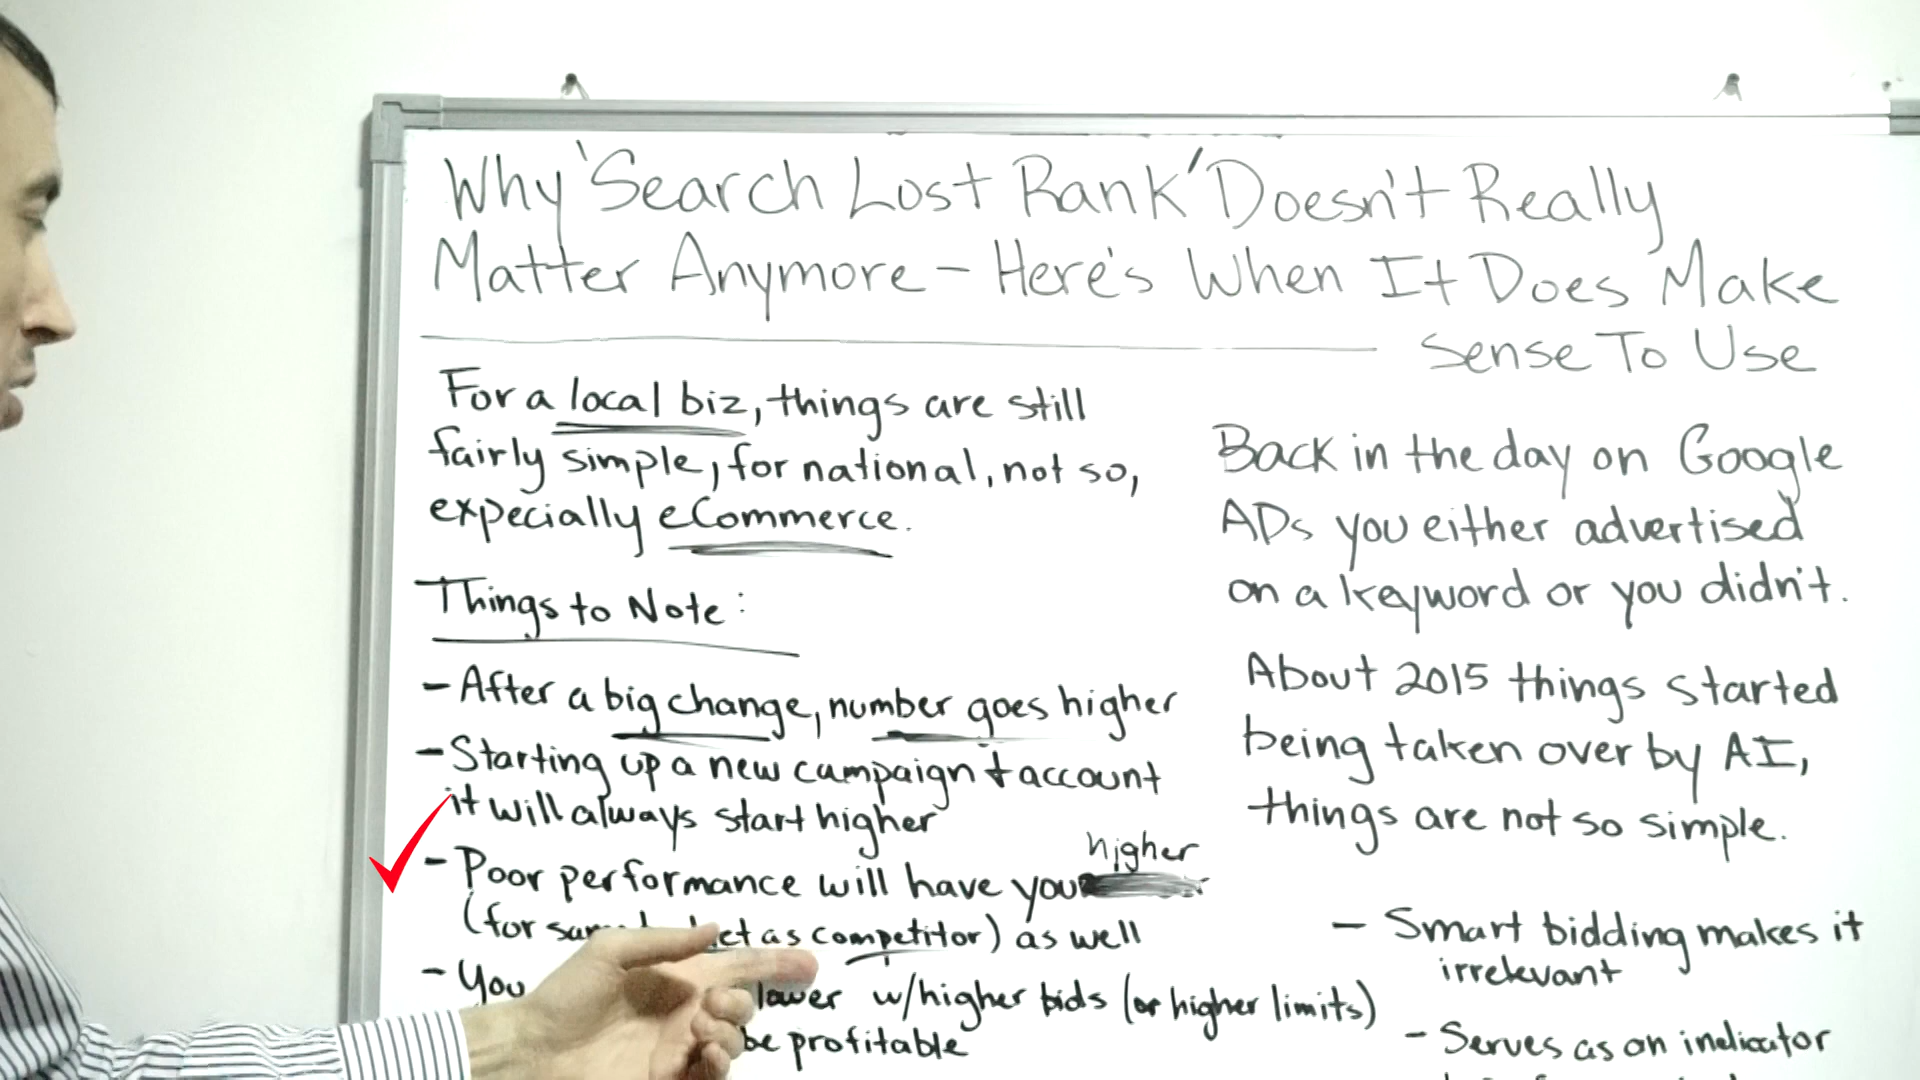 Why 'Search Lost Rank' Doesn't Really
Matter Anymore - Here's When It Does Make
Sense To Use
For a local biz, things are still
fairly simple, for national, not so,
expecially eCommerce.
Things to Note:
- After a big change, number goes higher
- Starting up a new campaign + account
it will always start higher
- Poor performance will have you higher
(for as competitor) as well
- You lower w/higher bids (or higher limits)
be profitable
Back in the day on Google
ADs you either advertised
on a keyword or you didn't.
About 2015 things started
being taken over by AI,
things are not so simple.
- Smart bidding makes it
irrelevant
- Serves as an indicator